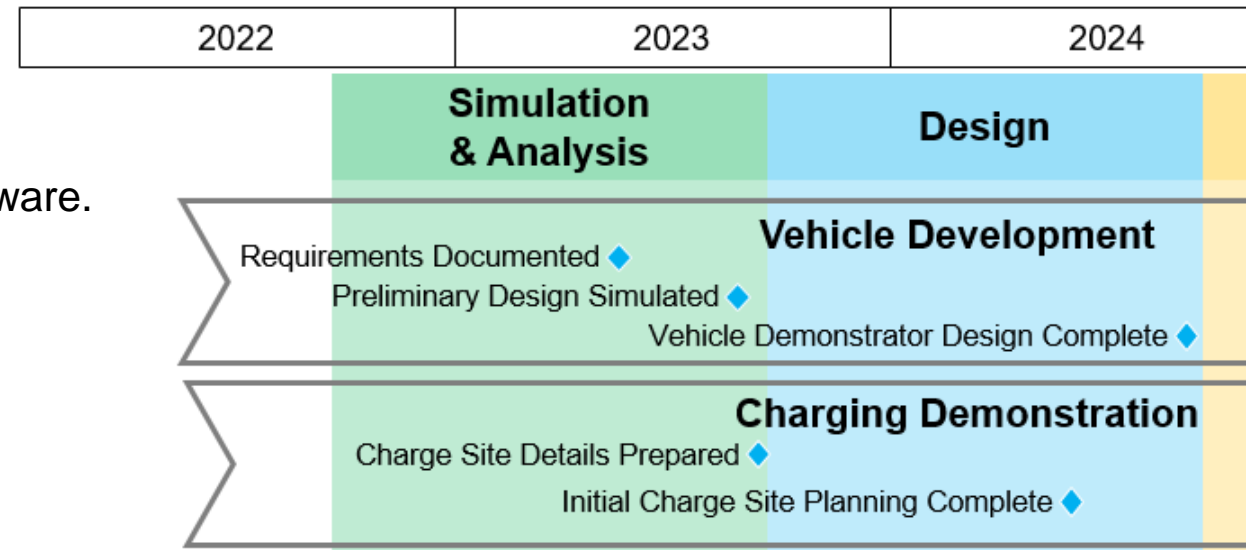 2022 2023 2024
Simulation
& Analysis
Design
ware.
Vehicle Development
Requirements Documented
Preliminary Design Simulated
Vehicle Demonstrator Design Complete
Charging Demonstration
Charge Site Details Prepared
Initial Charge Site Planning Complete